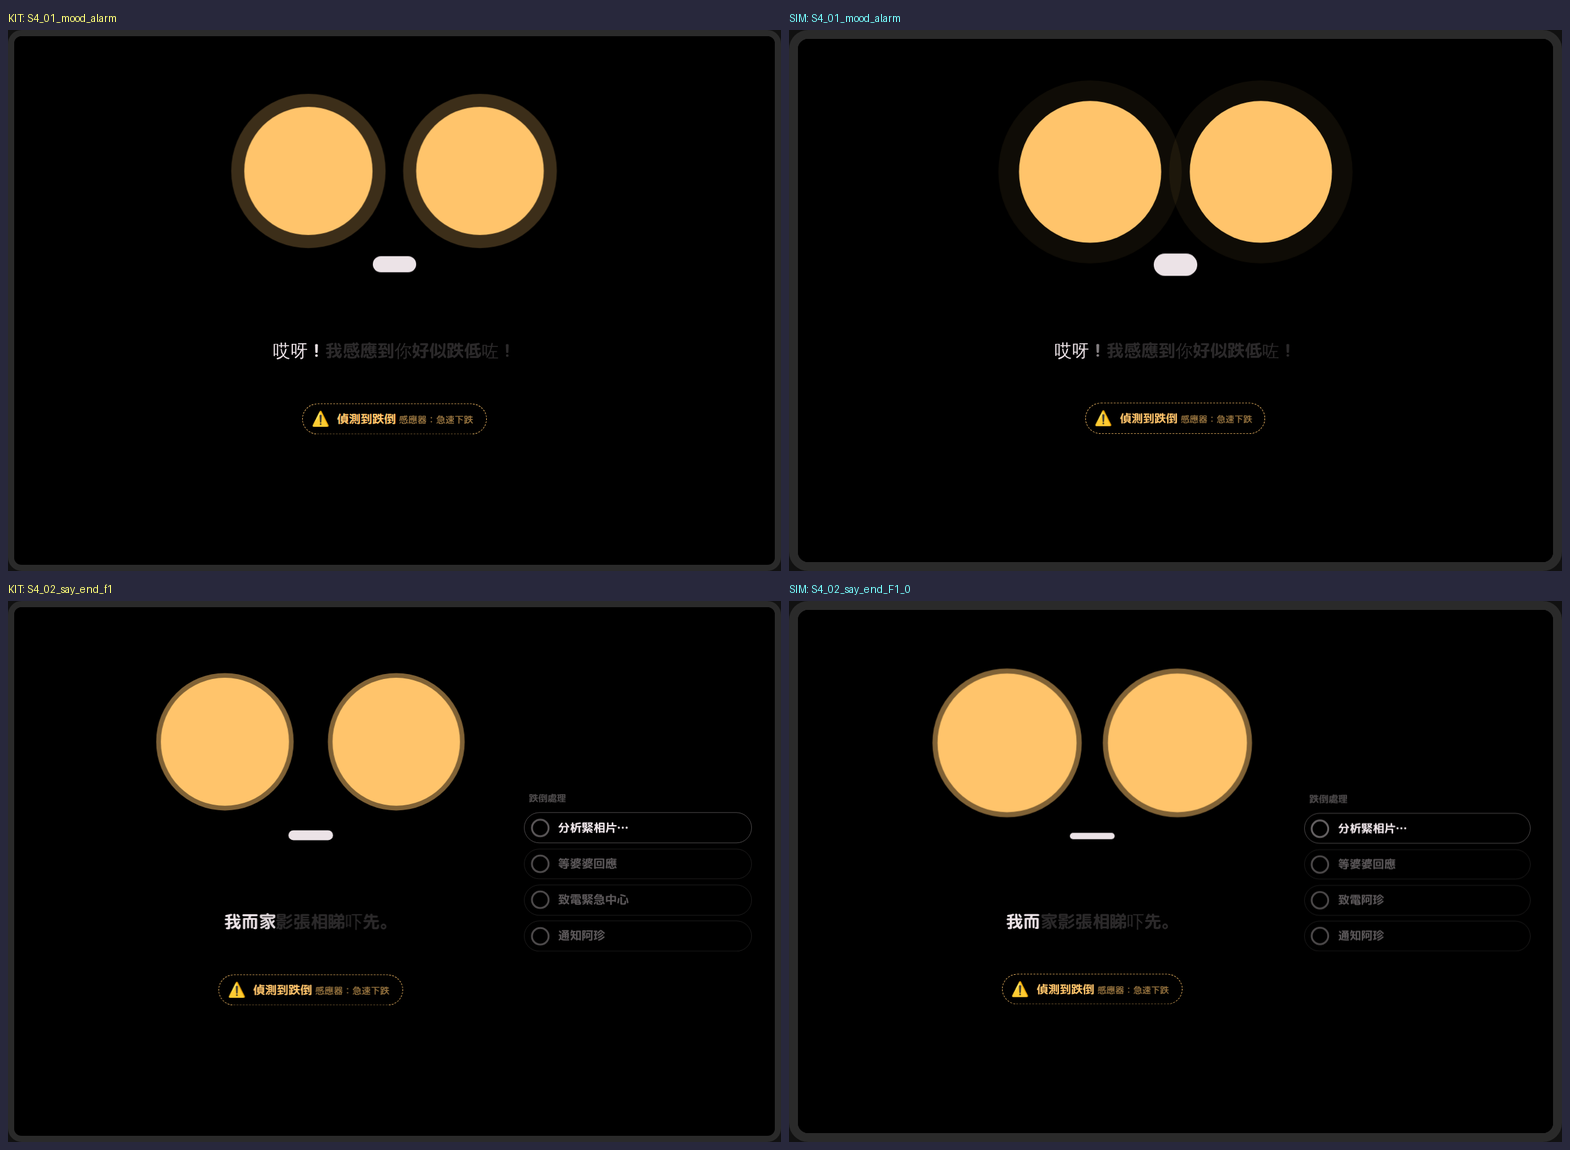 KIT: S4_01_mood_alarm
哎呀！我感應到你好似跌低咗！
⚠️ 偵測到跌倒 感應器：急速下跌
SIM: S4_01_mood_alarm
哎呀！我感應到你好似跌低咗！
⚠️ 偵測到跌倒 感應器：急速下跌
KIT: S4_02_say_end_f1
我而家影張相睇吓先。
⚠️ 偵測到跌倒 感應器：急速下跌
跌倒處理
分析緊相片…
等婆婆回應
致電緊急中心
通知阿珍
SIM: S4_02_say_end_F1_0
我而家影張相睇吓先。
⚠️ 偵測到跌倒 感應器：急速下跌
跌倒處理
分析緊相片…
等婆婆回應
致電阿珍
通知阿珍